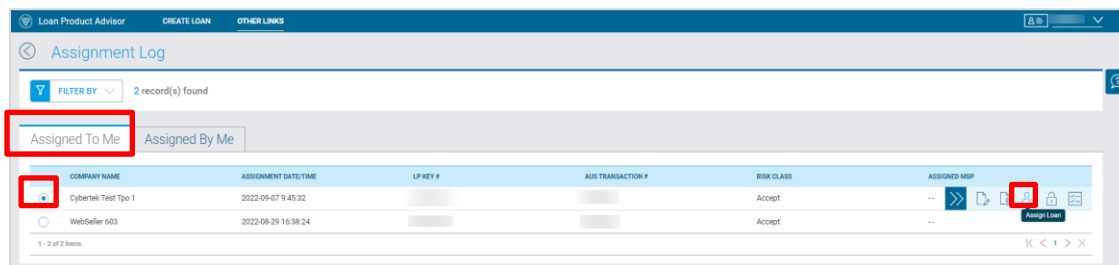 Loan Product Advisor CREATE LOAN OTHER LINKS
Assignment Log
FILTER BY 2 record(s) found
Assigned To Me Assigned By Me
COMPANY NAME ASSIGNMENT DATE/TIME LP KEY # AUS TRANSACTION # RISK CLASS ASSIGNED MSP
Cybertek Test Tpo 1 2022-09-07 9:45:32 Accept --
Assign Loan
WebSeller 603 2022-08-29 16:38:24 Accept --
1 - 2 of 2 items 1